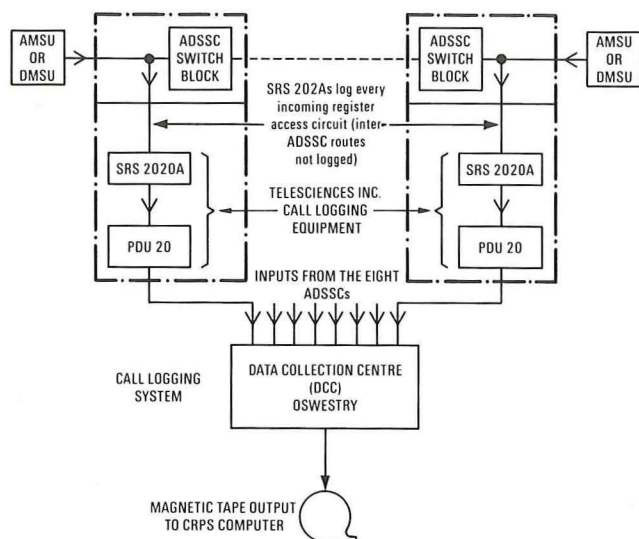 AMSU
OR
DMSU
ADSSC
SWITCH
BLOCK
ADSSC
SWITCH
BLOCK
AMSU
OR
DMSU
SRS 202As log every
incoming register
access circuit (inter-
ADSSC routes
not logged)
SRS 2020A
SRS 2020A
TELESCIENCES INC.
CALL LOGGING
EQUIPMENT
PDU 20
PDU 20
INPUTS FROM THE EIGHT
ADSSCs
CALL LOGGING
SYSTEM
DATA COLLECTION CENTRE
(DCC)
OSWESTRY
MAGNETIC TAPE OUTPUT
TO CRPS COMPUTER